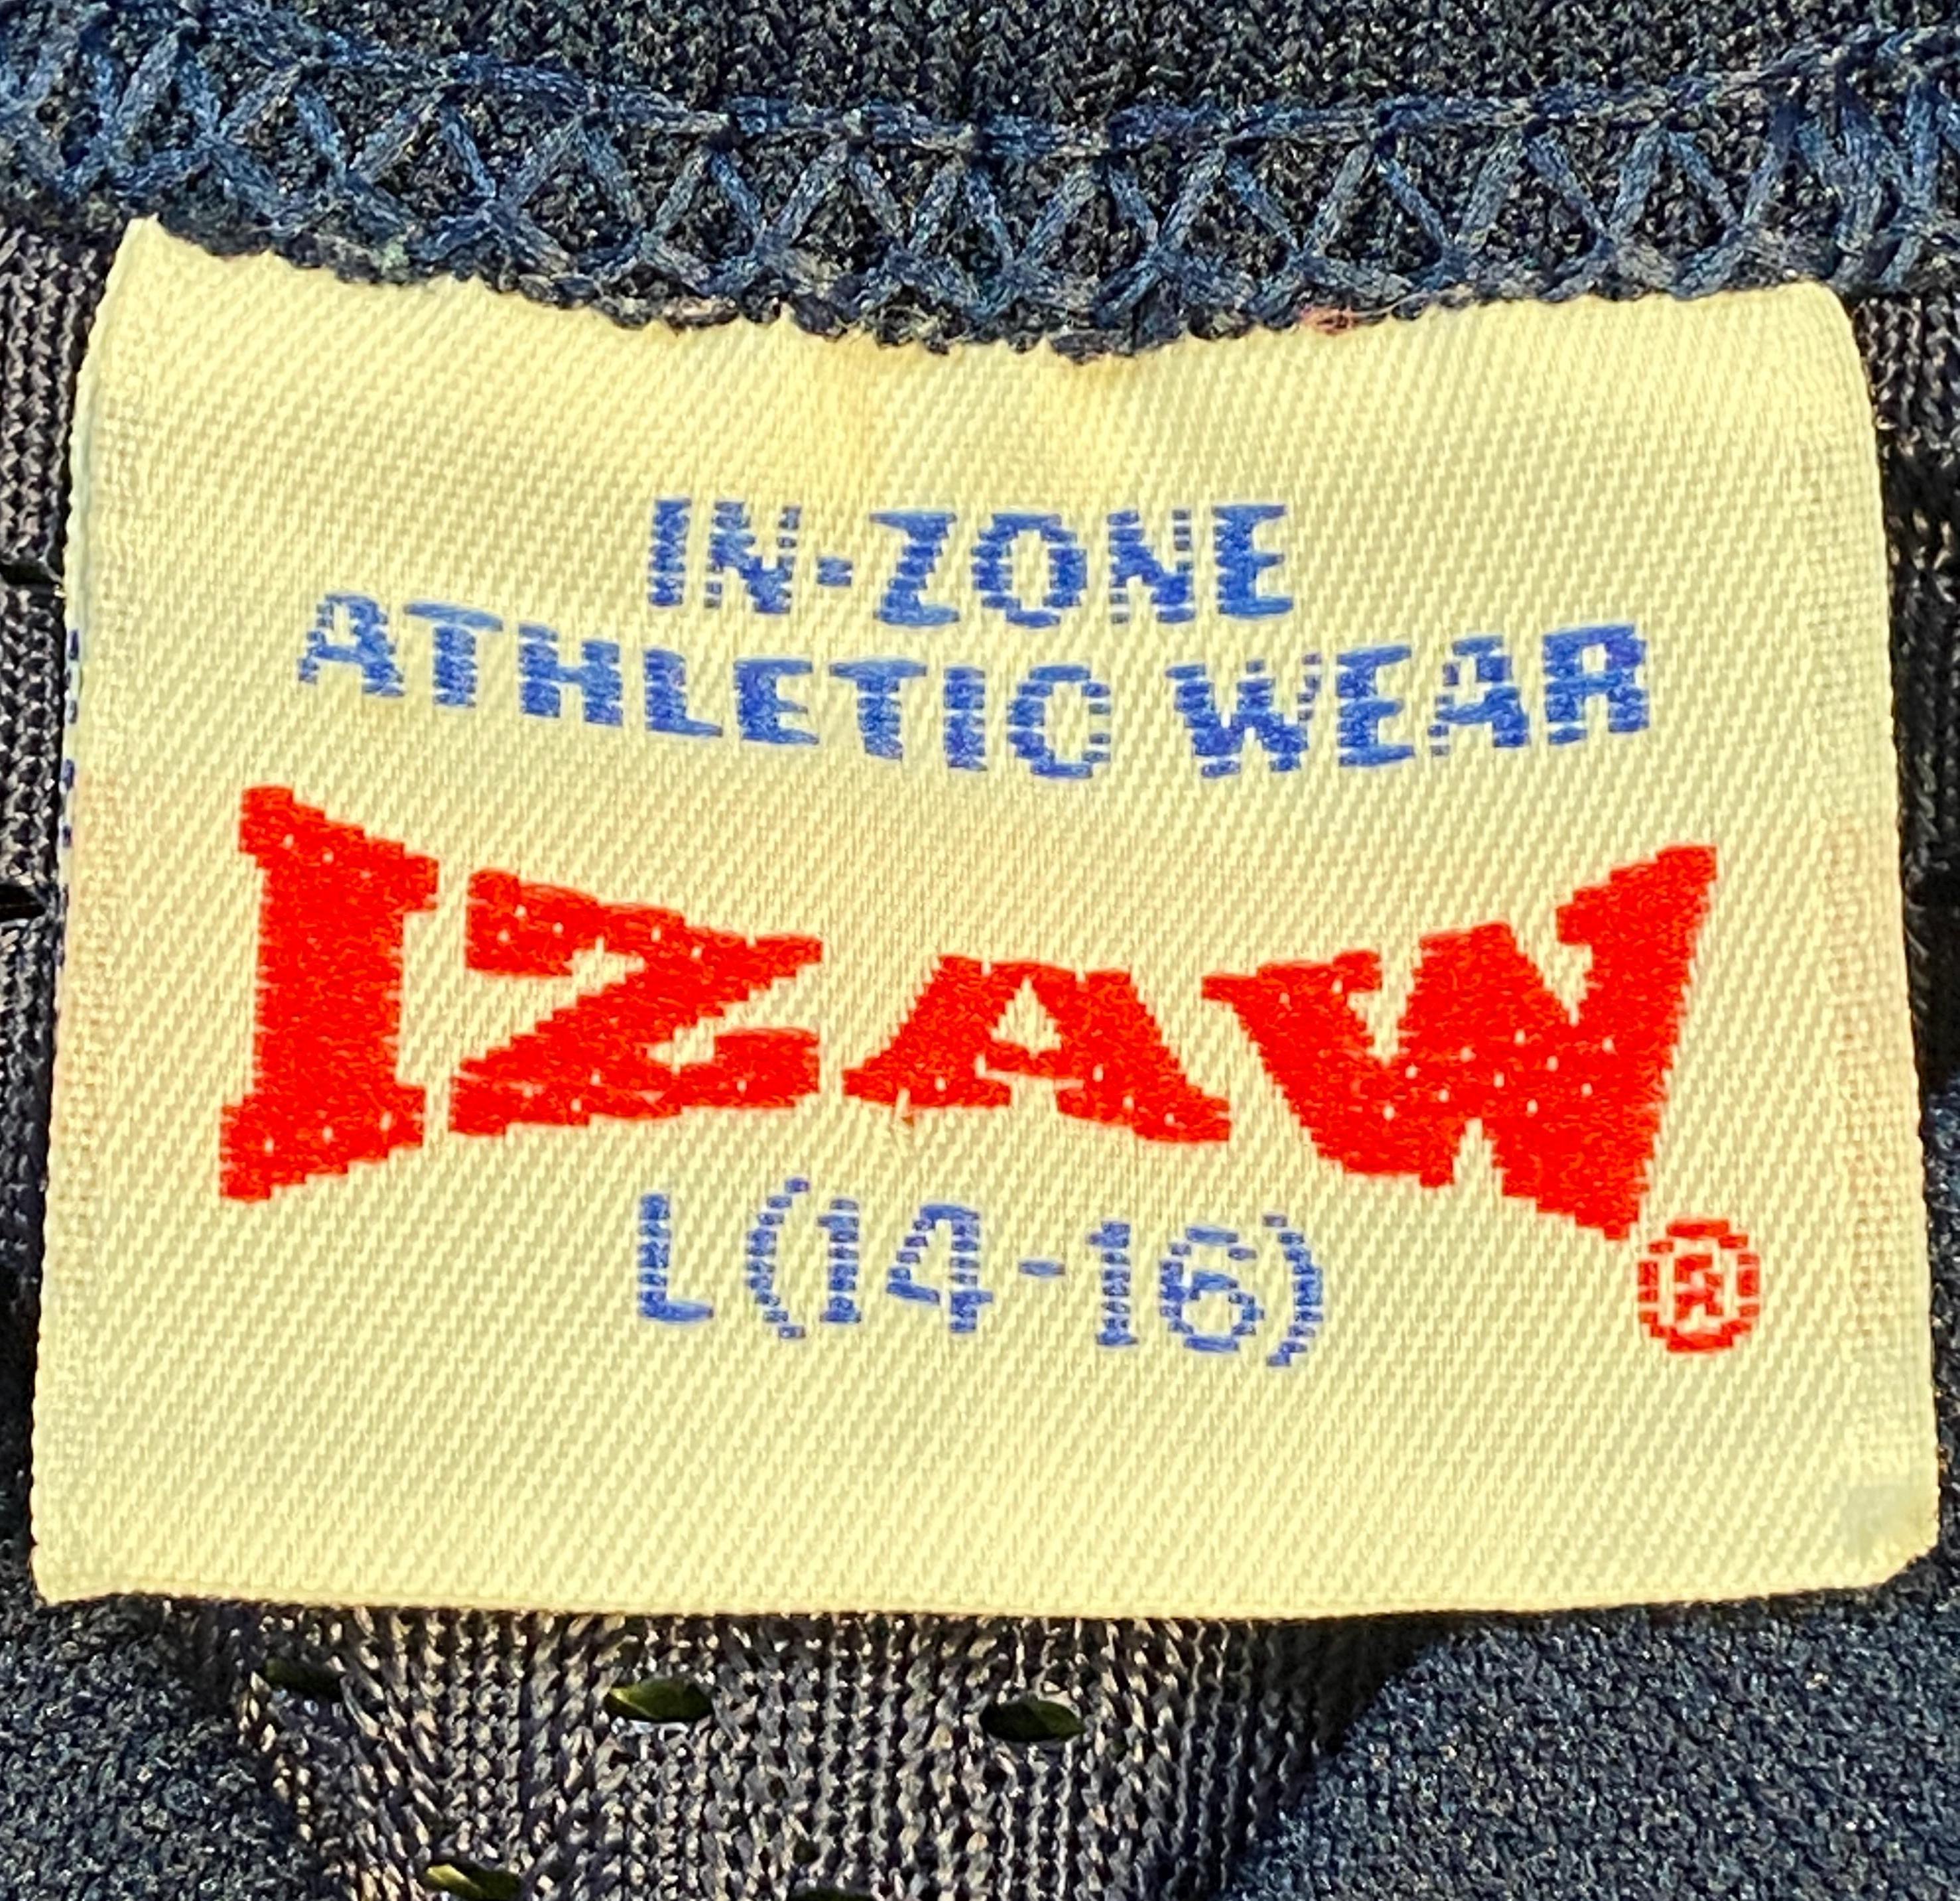 IN-ZONE
ATHLETIC WEAR
IZAW
L(14-16)
®